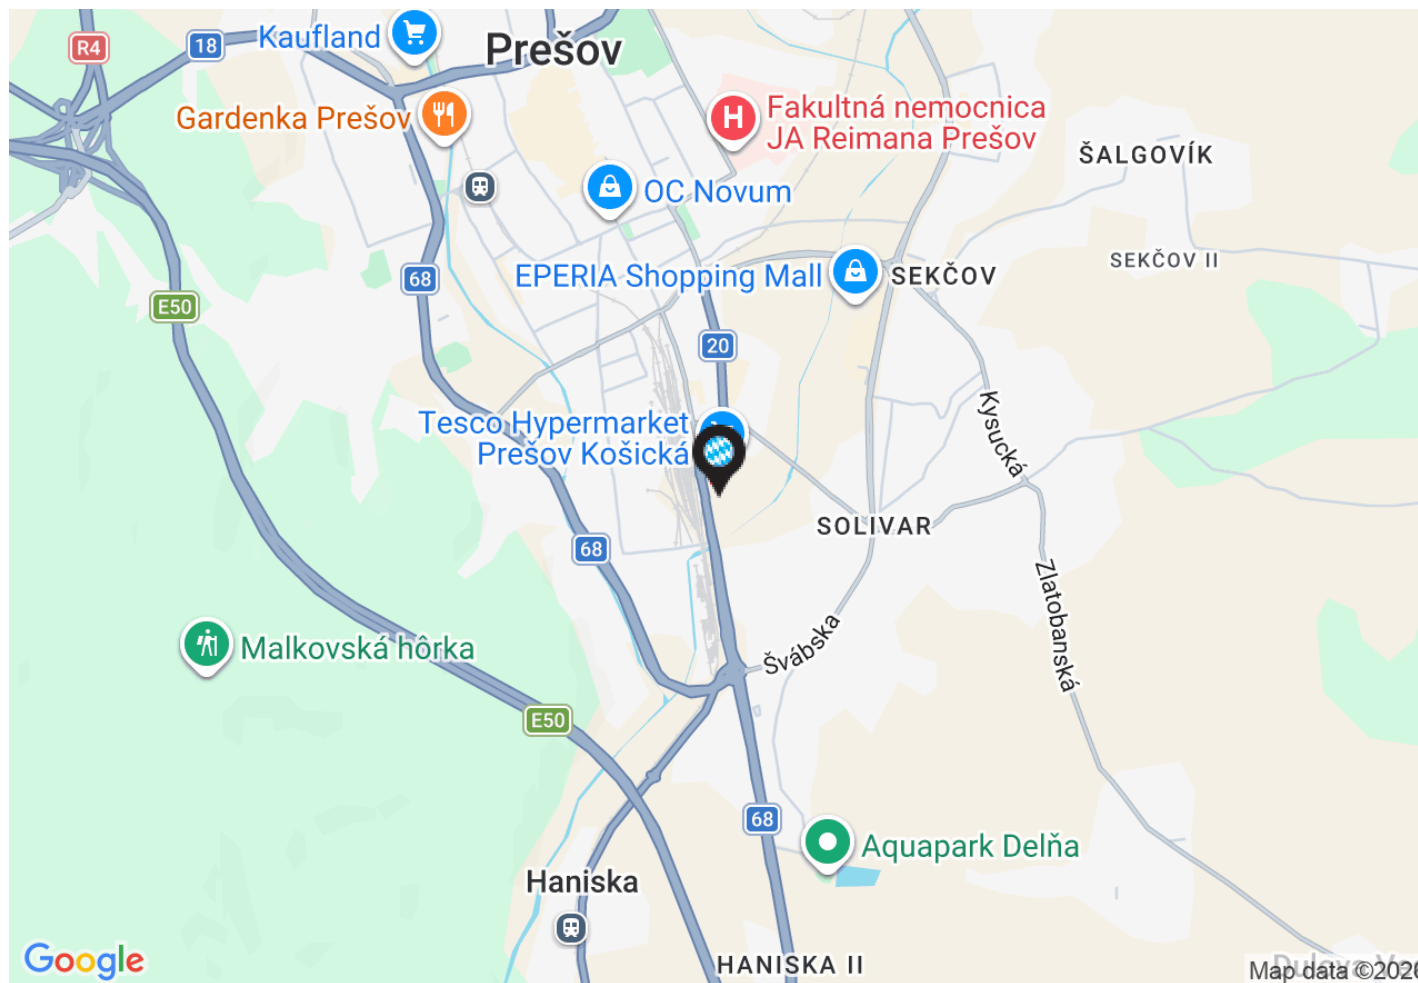 Kaufland
Prešov
R4
18
Gardenka Prešov
H
Fakultná nemocnica
JA Reimana Prešov
ŠALGOVÍK
OC Novum
SEKČOV II
68
EPERIA Shopping Mall
SEKČOV
E50
20
Kysucká
Tesco Hypermarket
Prešov Košická
SOLIVAR
68
Zlatobanská
Švábska
Malkovská hôrka
E50
68
Aquapark Delňa
Haniska
Google
HANISKA II
Map data ©2026